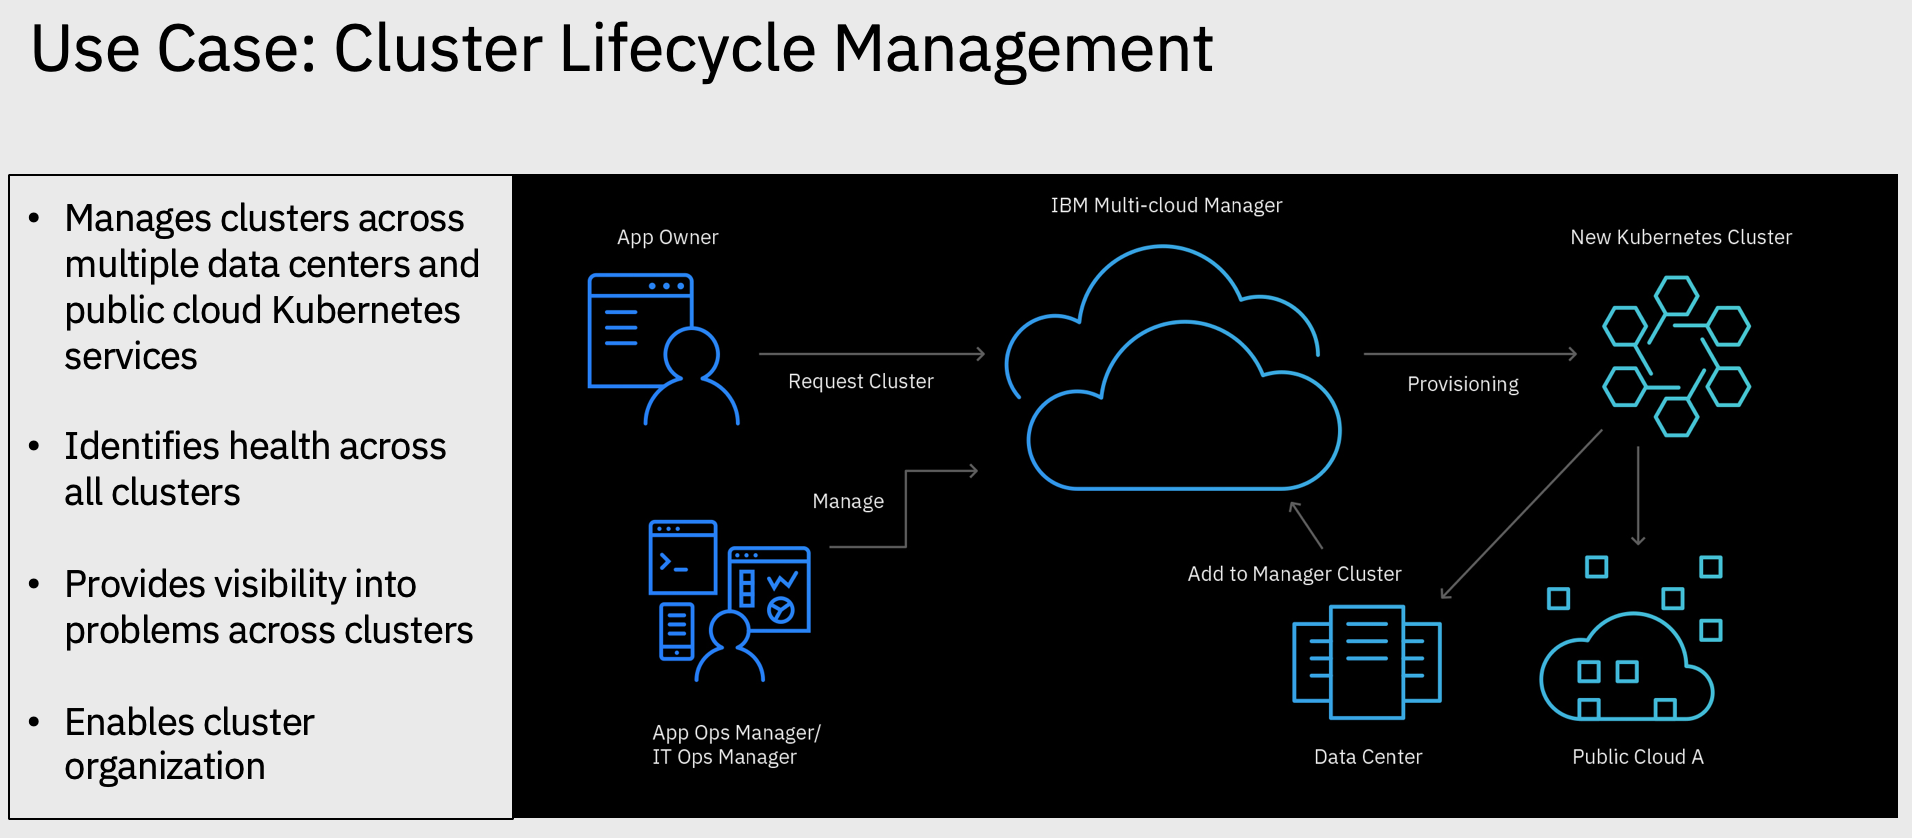 Use Case: Cluster Lifecycle Management
• Manages clusters across
multiple data centers and
public cloud Kubernetes
services
• Identifies health across
all clusters
• Provides visibility into
problems across clusters
• Enables cluster
organization
IBM Multi-cloud Manager
App Owner
New Kubernetes Cluster
Request Cluster
Provisioning
Manage
Add to Manager Cluster
App Ops Manager/
IT Ops Manager
Data Center
Public Cloud A